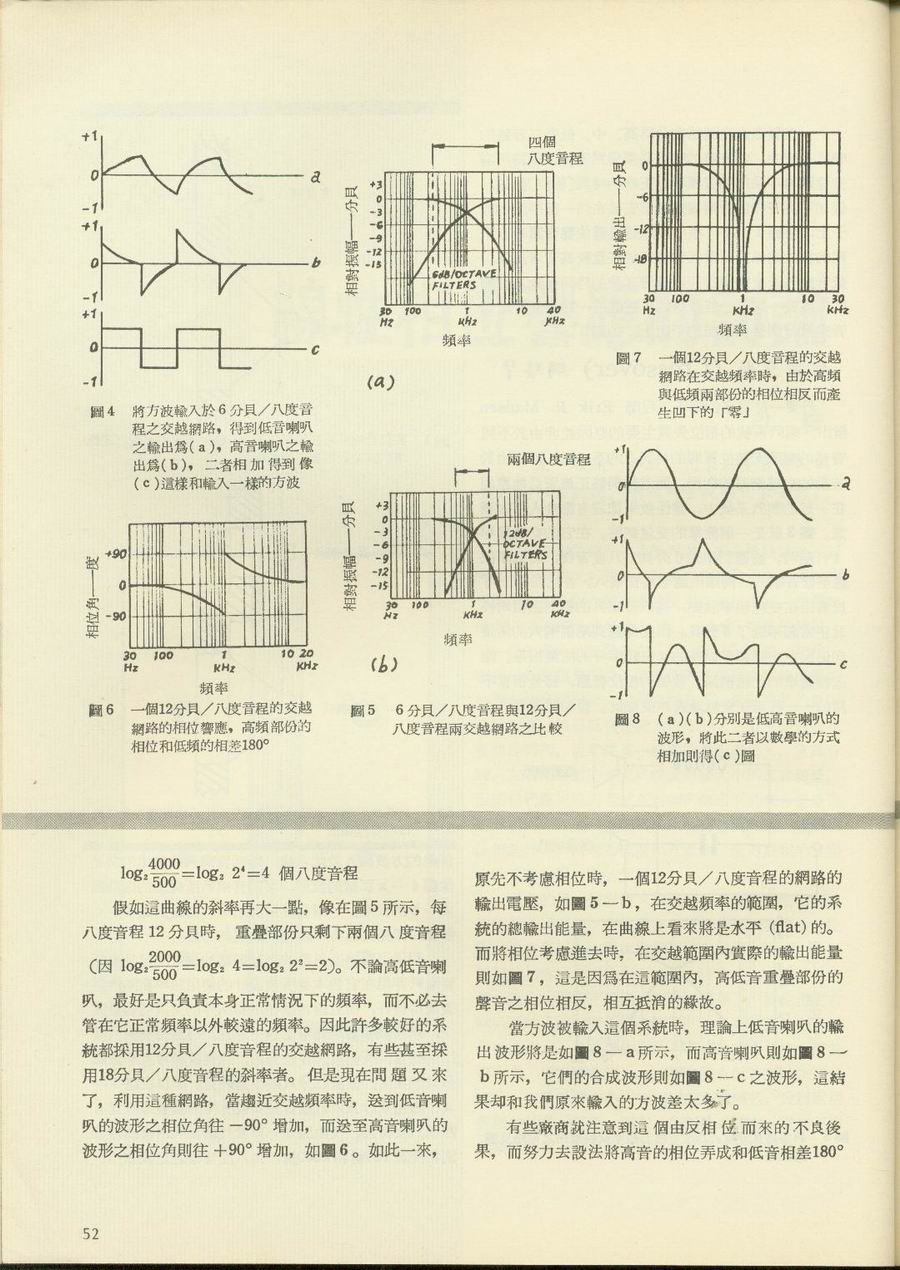 +1
0
-1
a
+1
0
-1
b
+1
0
-1
c
圖4 將方波輸入於6分貝／八度音
程之交越網路，得到低音喇叭
之輸出爲(a)，高音喇叭之輸
出爲(b)，二者相加得到像
(c)這樣和輸入一樣的方波
相位角—度
+90
0
-90
30 100 1 10 20
Hz KHz KHz
頻率
圖6 一個12分貝／八度音程的交越
網路的相位響應，高頻部份的
相位和低頻的相差180°
四個
八度音程
相對振幅——分貝
+3
0
-3
-6
-9
-12
-15
6dB/OCTAVE
FILTERS
30 100 1 10 40
Hz KHz KHz
頻率
(a)
兩個八度音程
相對振幅——分貝
+3
0
-3
-6
-9
-12
-15
12dB/
OCTAVE
FILTERS
30 100 1 10 40
Hz KHz KHz
頻率
(b)
圖5 6分貝／八度音程與12分貝／
八度音程兩交越網路之比較
相對輸出——分貝
0
-6
-12
-18
30 100 1 10 30
Hz KHz KHz
頻率
圖7 一個12分貝／八度音程的交越
網路在交越頻率時，由於高頻
與低頻兩部份的相位相反而產
生凹下的「零」
+1
0
-1
a
+1
0
-1
b
+1
0
-1
c
圖8 (a)(b)分別是低高音喇叭的
波形，將此二者以數學的方式
相加則得(c)圖
log₂4000/500=log₂ 2⁴=4 個八度音程
假如這曲線的斜率再大一點，像在圖5所示，每
八度音程12分貝時，重疊部份只剩下兩個八度音程
(因 log₂2000/500=log₂ 4=log₂ 2²=2)。不論高低音喇
叭，最好是只負責本身正常情況下的頻率，而不必去
管在它正常頻率以外較遠的頻率。因此許多較好的系
統都採用12分貝／八度音程的交越網路，有些甚至採
用18分貝／八度音程的斜率者。但是現在問題又來
了，利用這種網路，當趨近交越頻率時，送到低音喇
叭的波形之相位角往 −90° 增加，而送至高音喇叭的
波形之相位角則往 +90° 增加，如圖6。如此一來，
原先不考慮相位時，一個12分貝／八度音程的網路的
輸出電壓，如圖5—b，在交越頻率的範圍，它的系
統的總輸出能量，在曲線上看來將是水平 (flat) 的。
而將相位考慮進去時，在交越範圍內實際的輸出能量
則如圖7，這是因爲在這範圍內，高低音重疊部份的
聲音之相位相反，相互抵消的緣故。
當方波被輸入這個系統時，理論上低音喇叭的輸
出波形將是如圖8—a所示，而高音喇叭則如圖8—
b所示，它們的合成波形則如圖8—c之波形，這結
果却和我們原來輸入的方波差太多了。
有些廠商就注意到這個由反相位而來的不良後
果，而努力去設法將高音的相位弄成和低音相差180°
52